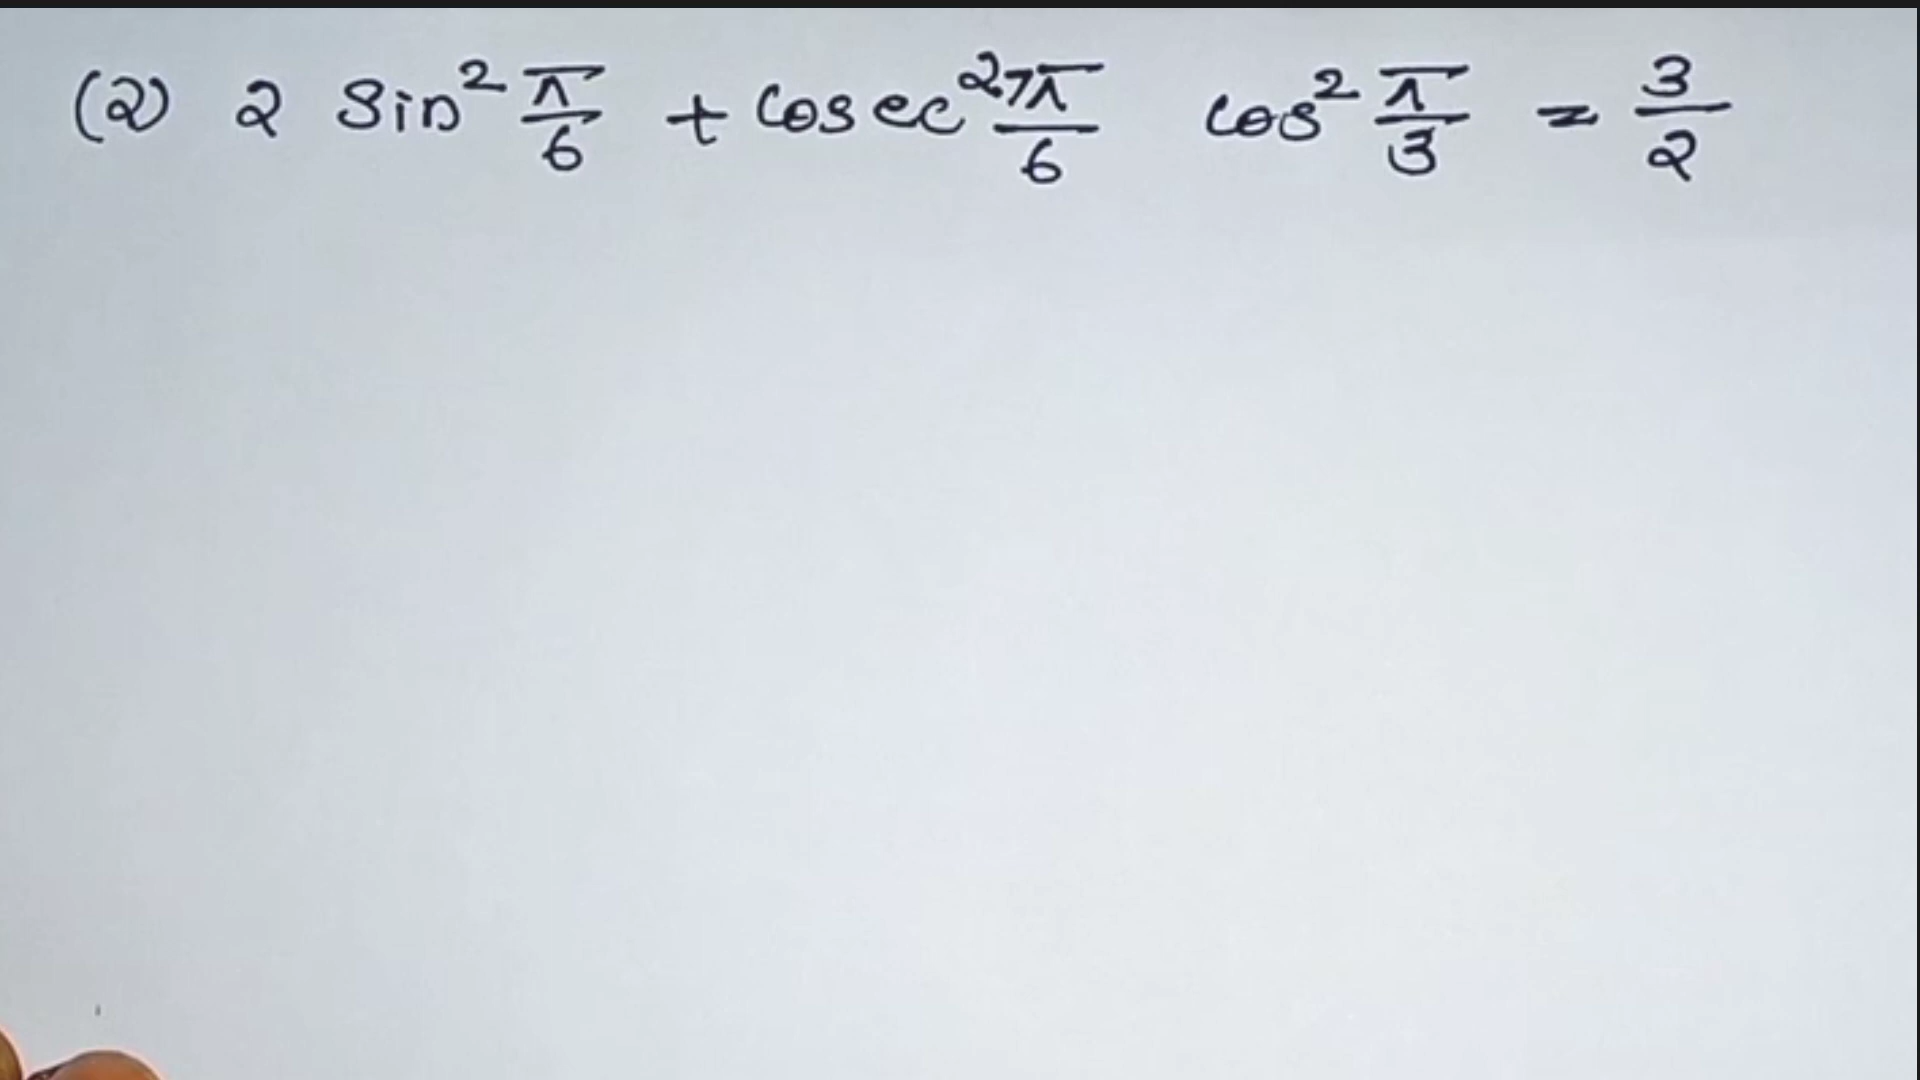 (2) 2 Sin² π/6 + cosec² 7π/6 cos² π/3 = 3/2